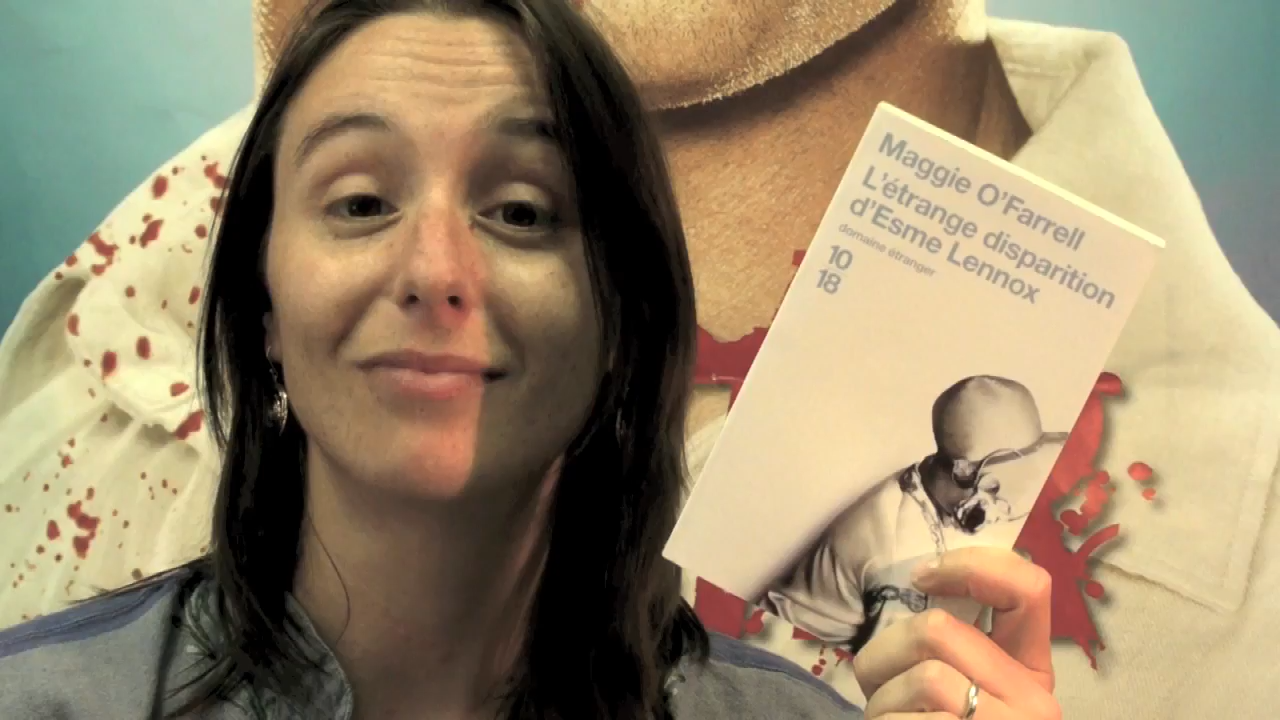 Maggie O'Farrell
L'étrange disparition
d'Esme Lennox
domaine étranger
10
18